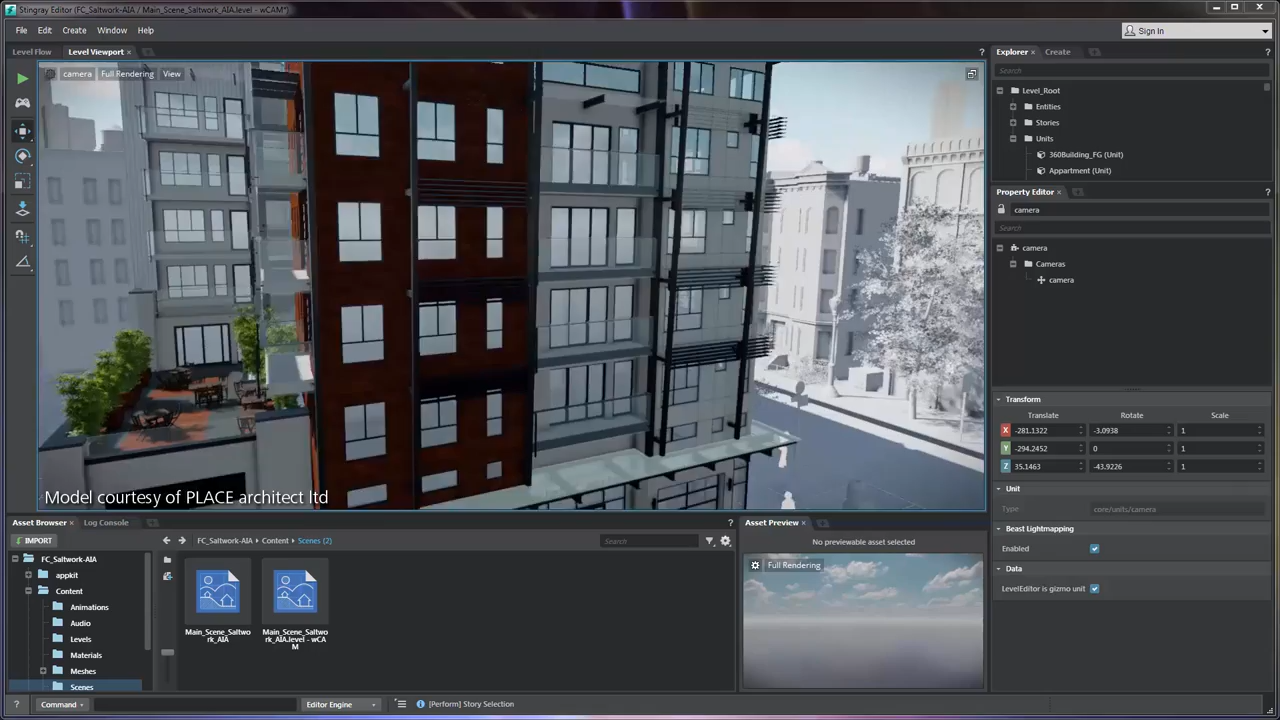 Stingray Editor (FC_Saltwork-AIA / Main_Scene_Saltwork_AIA.level - wCAM*)
File Edit Create Window Help
Sign In
Level Flow Level Viewport ×
?
camera Full Rendering View
Model courtesy of PLACE architect ltd
Explorer × Create
?
Search
Level_Root
Entities
Stories
Units
360Building_FG (Unit)
Appartment (Unit)
Property Editor ×
?
camera
Search
camera
Cameras
camera
Transform
Translate Rotate Scale
X -281.1322 -3.0938 1
Y -294.2452 0 1
Z 35.1463 -43.9226 1
Unit
Type core/units/camera
Beast Lightmapping
Enabled
Data
LevelEditor is gizmo unit
Asset Browser × Log Console
?
IMPORT
FC_Saltwork-AIA
appkit
Content
Animations
Audio
Levels
Materials
Meshes
Scenes
FC_Saltwork-AIA Content Scenes (2)
Search
Main_Scene_Saltwo
rk_AIA
Main_Scene_Saltwo
rk_AIA.level - wCA
M
Asset Preview ×
?
No previewable asset selected
Full Rendering
? Command
Editor Engine
[Perform] Story Selection